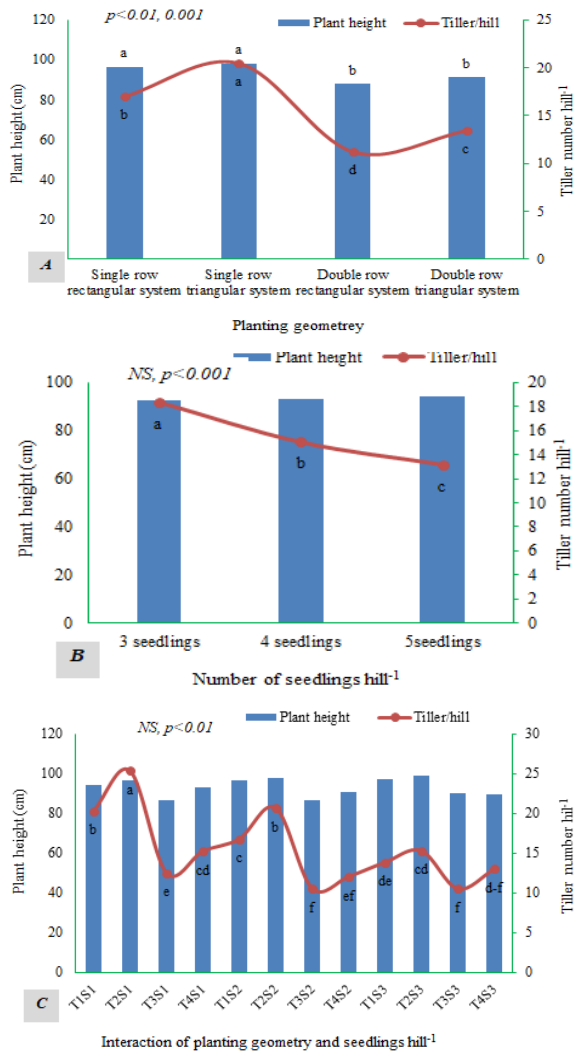 p<0.01, 0.001
Plant height
Tiller/hill
120
100
80
60
40
20
25
20
15
10
5
0
Plant height (cm)
Tiller number hill-1
a
a
b
b
b
a
d
c
A
Single row rectangular system
Single row triangular system
Double row rectangular system
Double row triangular system
Planting geometrey
Plant height
Tiller/hill
NS, p<0.001
100
80
60
40
20
0
20
18
16
14
12
10
8
6
4
2
0
Plant height (cm)
Tiller number hill-1
a
b
c
3 seedlings
4 seedlings
5seedlings
B
Number of seedlings hill-1
Plant height
Tiller/hill
NS, p<0.01
120
100
80
60
40
20
0
30
25
20
15
10
5
0
Plant height (cm)
Tiller number hil-1
b
a
e
cd
c
b
f
ef
de
cd
f
d-f
T1S1
T2S1
T3S1
T4S1
T1S2
T2S2
T3S2
T4S2
T1S3
T2S3
T3S3
T4S3
C
Interaction of planting geometry and seedlings hill-1